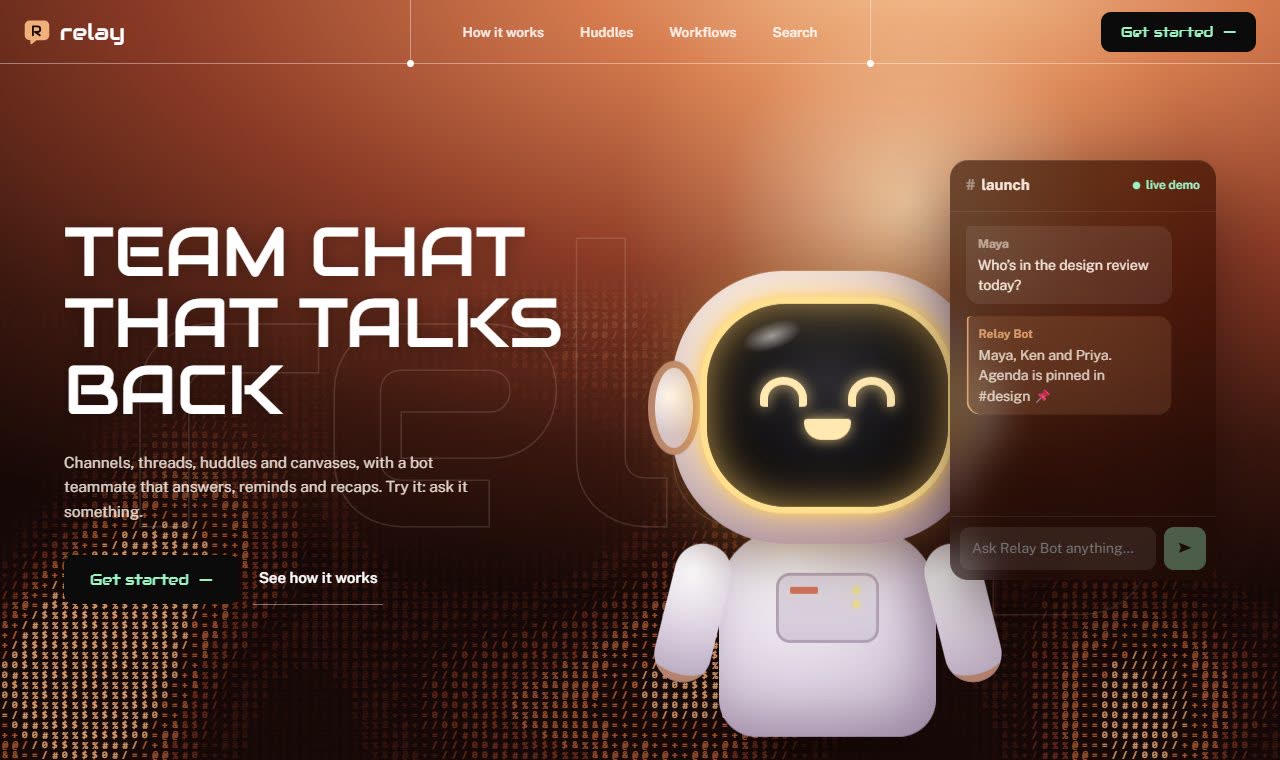 R relay
How it works Huddles Workflows Search
Get started —
TEAM CHAT
THAT TALKS
BACK
Channels, threads, huddles and canvases, with a bot
teammate that answers, reminds and recaps. Try it: ask it
something.
Get started —
See how it works
# launch
live demo
Maya
Who's in the design review
today?
Relay Bot
Maya, Ken and Priya.
Agenda is pinned in
#design 📌
Ask Relay Bot anything...